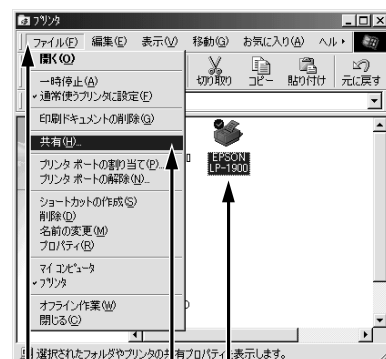 プリンタ
ファイル(F) 編集(E) 表示(V) 移動(G) お気に入り(A) ヘル
開く(O)
一時停止(A)
通常使うプリンタに設定(F)
印刷ドキュメントの削除(G)
共有(H)...
プリンタ ポートの割り当て(P)...
プリンタ ポートの解除(N)...
ショートカットの作成(S)
削除(D)
名前の変更(M)
プロパティ(R)
マイ コンピュータ
プリンタ
オフライン作業(W)
閉じる(C)
切り取り コピー 貼り付け 元に戻す
EPSON
LP-1900
選択されたフォルダやプリンタの共有プロパティを表示します。